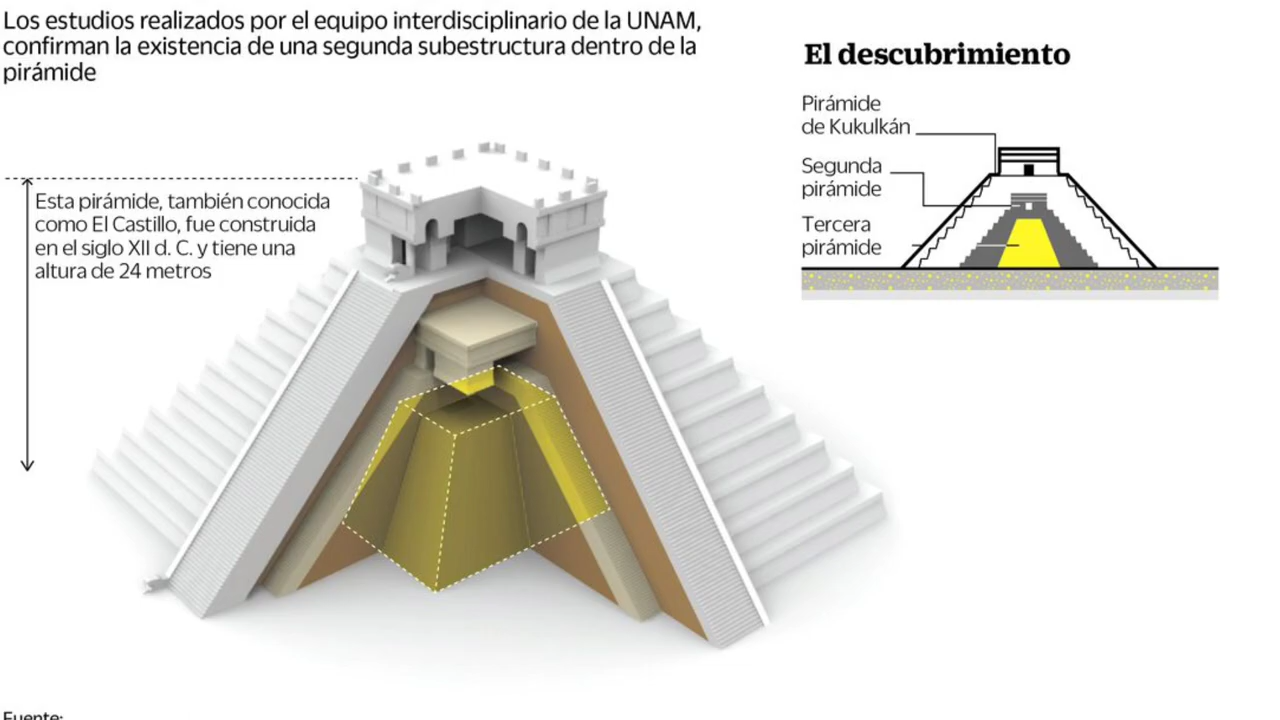 Los estudios realizados por el equipo interdisciplinario de la UNAM,
confirman la existencia de una segunda subestructura dentro de la
pirámide
Esta pirámide, también conocida
como El Castillo, fue construida
en el siglo XII d. C. y tiene una
altura de 24 metros
El descubrimiento
Pirámide
de Kukulkán
Segunda
pirámide
Tercera
pirámide
Fuente: